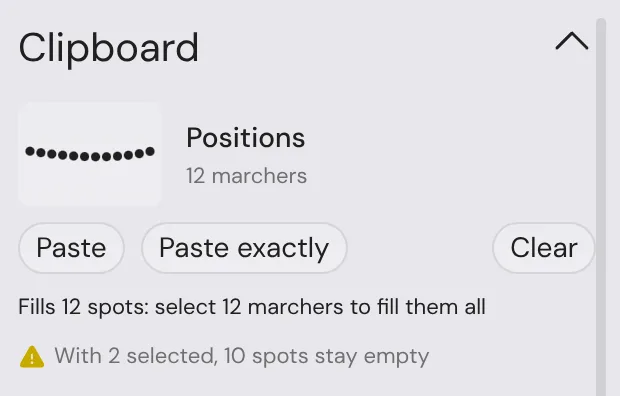 Clipboard
Positions
12 marchers
Paste
Paste exactly
Clear
Fills 12 spots: select 12 marchers to fill them all
With 2 selected, 10 spots stay empty